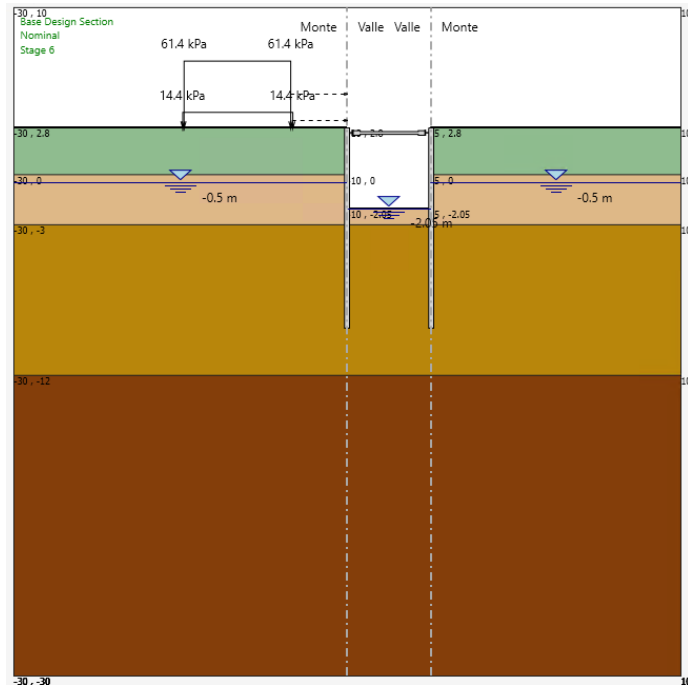 -30 , 10
Base Design Section
Nominal
Stage 6
Monte
Valle
Valle
Monte
61.4 kPa
61.4 kPa
14.4 kPa
14.4 kPa
-30 , 2.8
5 , 2.8
-30 , 0
10 , 0
5 , 0
-0.5 m
-0.5 m
10 , -2.05
5 , -2.05
-2.05 m
-30 , -3
-30 , -12
-30 , -30